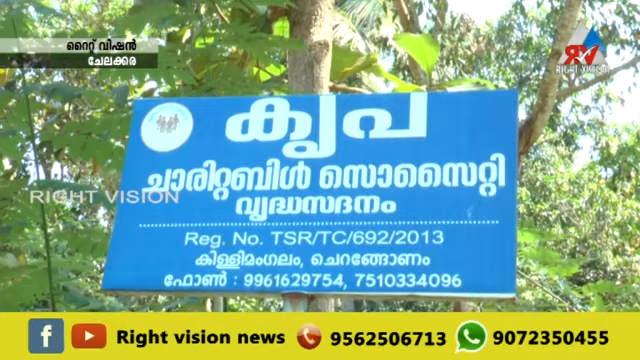 റൈറ്റ് വിഷൻ
ചേലക്കര
RIGHT VISION
കൃപ
ചാരിറ്റബിൾ സൊസൈറ്റി
RIGHT VISION
വൃദ്ധസദനം
Reg. No. TSR/TC/692/2013
കിള്ളിമംഗലം, ചെറങ്ങോണം
ഫോൺ : 9961629754, 7510334096
Right vision news 9562506713 9072350455